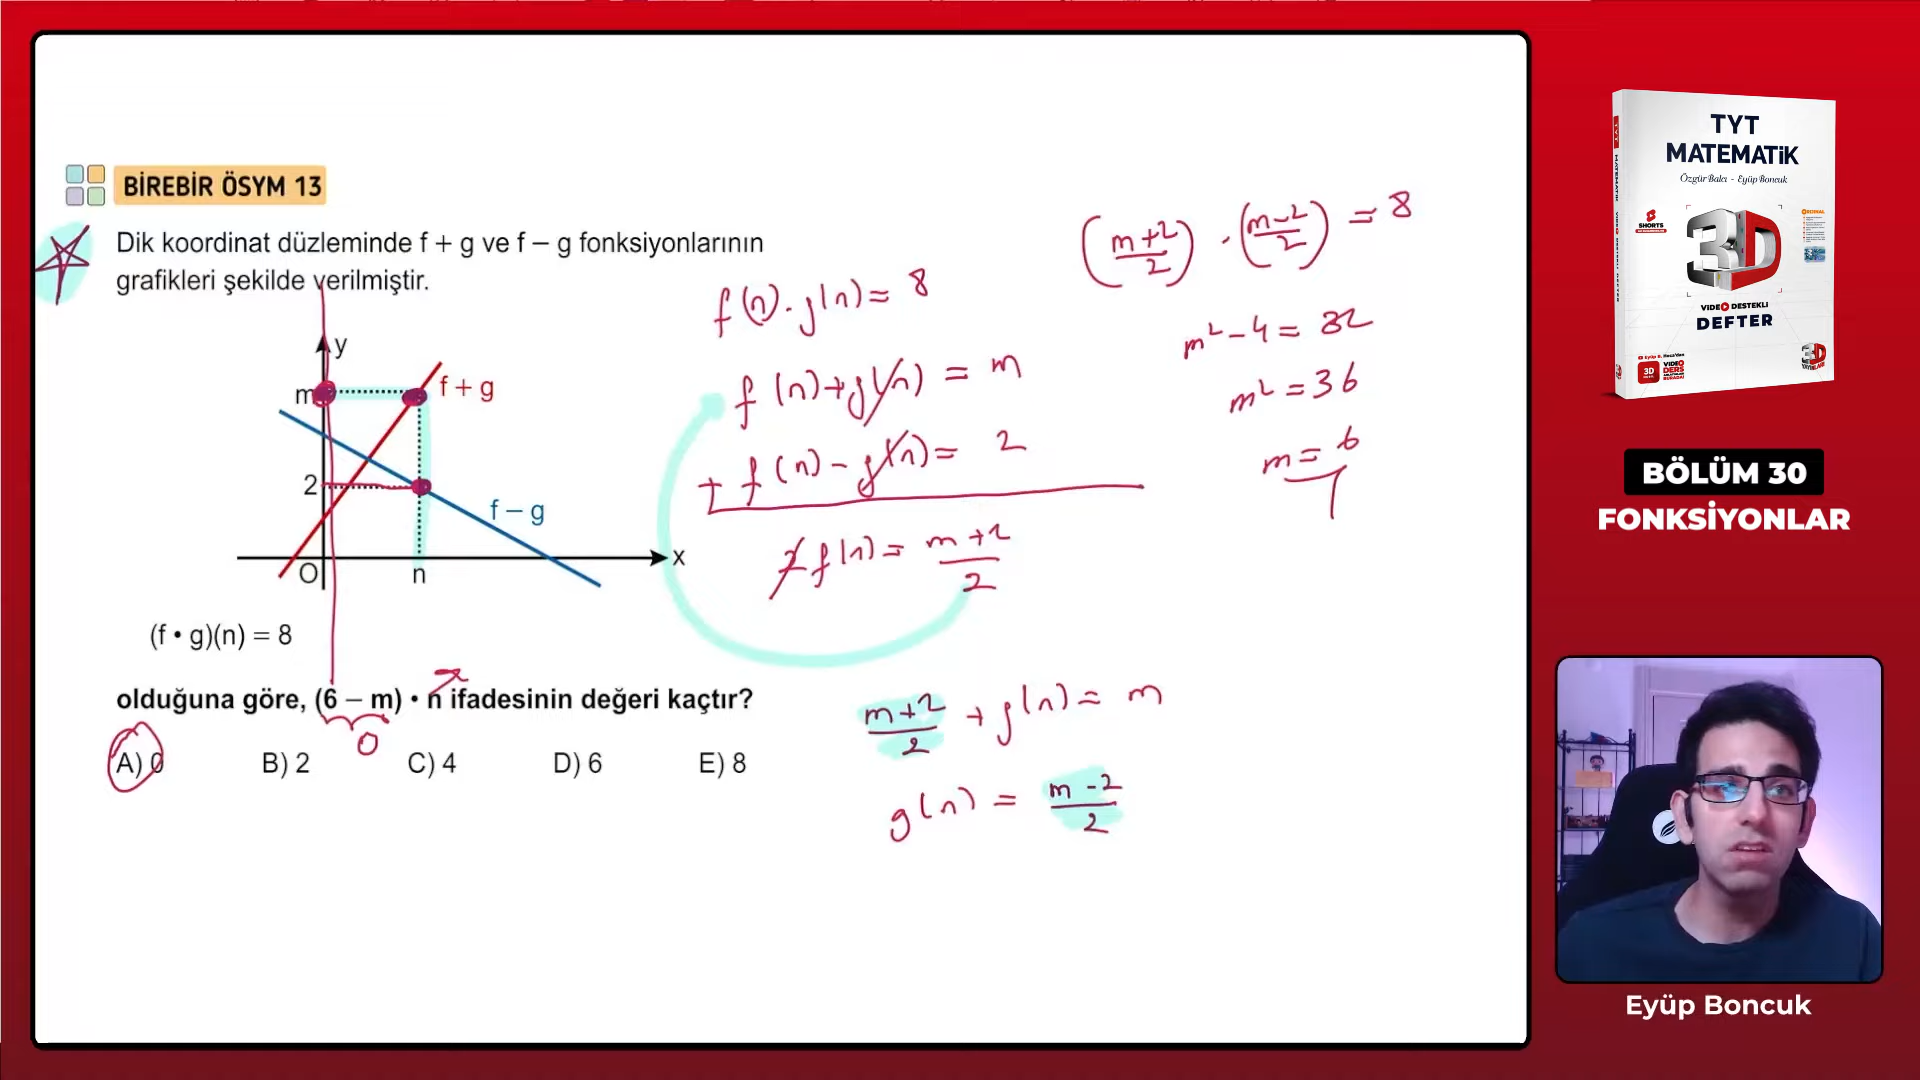 BİREBİR ÖSYM 13
Dik koordinat düzleminde f + g ve f – g fonksiyonlarının
grafikleri şekilde verilmiştir.
y
m
f + g
2
f – g
x
O
n
(f • g)(n) = 8
olduğuna göre, (6 – m) • n ifadesinin değeri kaçtır?
0
A) 0 B) 2 C) 4 D) 6 E) 8
f(n) . g(n) = 8
f(n) + g(n) = m
+ f(n) - g(n) = 2
2f(n) = m+2
2
m+2
2
+ g(n) = m
g(n) = m-2
2
(m+2
2) . (m-2
2) = 8
m² - 4 = 32
m² = 36
m = 6
TYT
MATEMATİK
Özgür Balcı - Eyüp Boncuk
SHORTS
3D
VIDEO DESTEKLİ
DEFTER
BÖLÜM 30
FONKSİYONLAR
Eyüp Boncuk